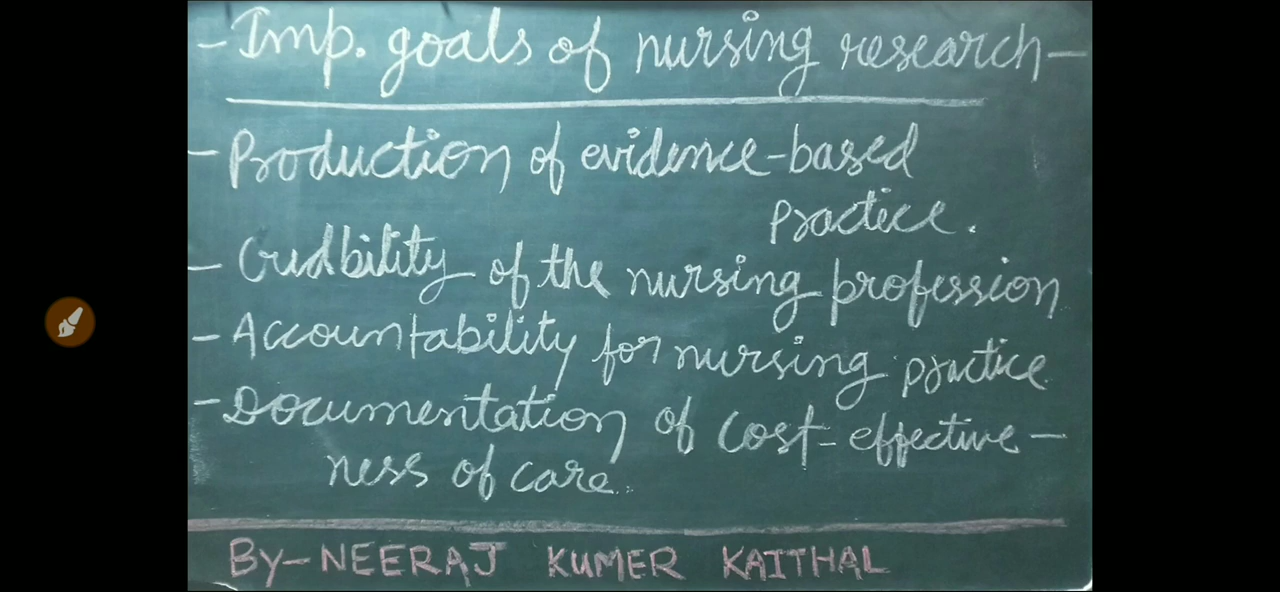 - Imp. goals of nursing research -
- Production of evidence-based
practice.
- Credbility of the nursing profession
- Accountability for nursing practice
- Documentation of cost-effective-
ness of care.
By-NEERAJ KUMER KAITHAL